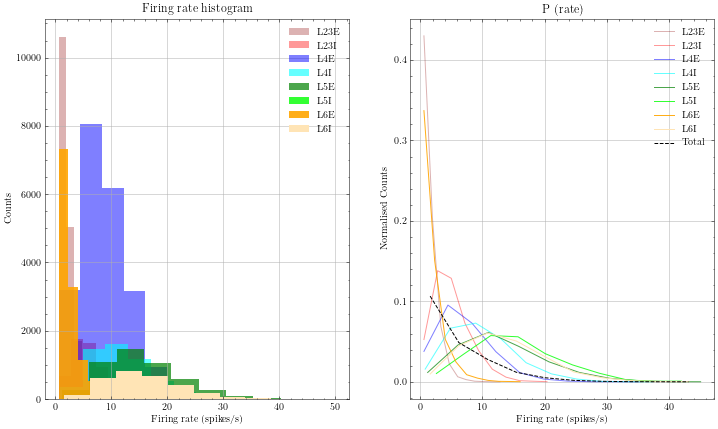 Firing rate histogram
L23E
L23I
L4E
L4I
L5E
L5I
L6E
L6I
10000
8000
6000
4000
2000
0
0 10 20 30 40 50
Counts
Firing rate (spikes/s)
P (rate)
L23E
L23I
L4E
L4I
L5E
L5I
L6E
L6I
Total
0.4
0.3
0.2
0.1
0.0
0 10 20 30 40
Normalised Counts
Firing rate (spikes/s)